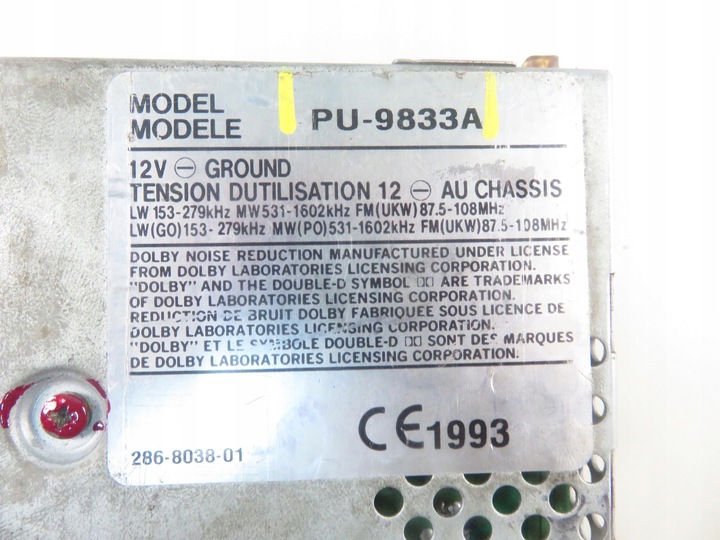 MODEL
MODELE PU-9833A
12V ⊖ GROUND
TENSION DUTILISATION 12 ⊖ AU CHASSIS
LW 153-279kHz MW 531-1602kHz FM(UKW) 87.5-108MHz
LW(GO)153- 279kHz MW(PO)531-1602kHz FM(UKW)87.5-108MHz
DOLBY NOISE REDUCTION MANUFACTURED UNDER LICENSE
FROM DOLBY LABORATORIES LICENSING CORPORATION.
"DOLBY" AND THE DOUBLE-D SYMBOL ARE TRADEMARKS
OF DOLBY LABORATORIES LICENSING CORPORATION.
REDUCTION DE BRUIT DOLBY FABRIQUEE SOUS LICENCE DE
DOLBY LABORATORIES LICENSING CORPORATION.
"DOLBY" ET LE SYMBOLE DOUBLE-D SONT DES MARQUES
DE DOLBY LABORATORIES LICENSING CORPORATION.
CE 1993
286-8038-01